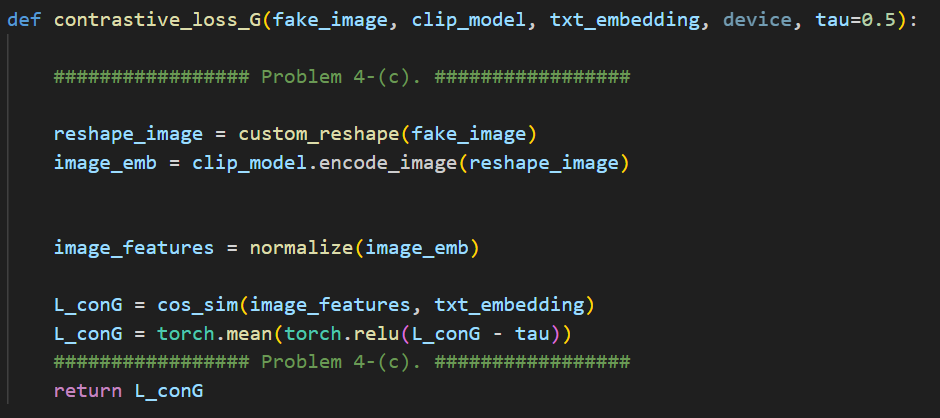 def contrastive_loss_G(fake_image, clip_model, txt_embedding, device, tau=0.5):
################# Problem 4-(c). #################
reshape_image = custom_reshape(fake_image)
image_emb = clip_model.encode_image(reshape_image)
image_features = normalize(image_emb)
L_conG = cos_sim(image_features, txt_embedding)
L_conG = torch.mean(torch.relu(L_conG - tau))
################# Problem 4-(c). #################
return L_conG